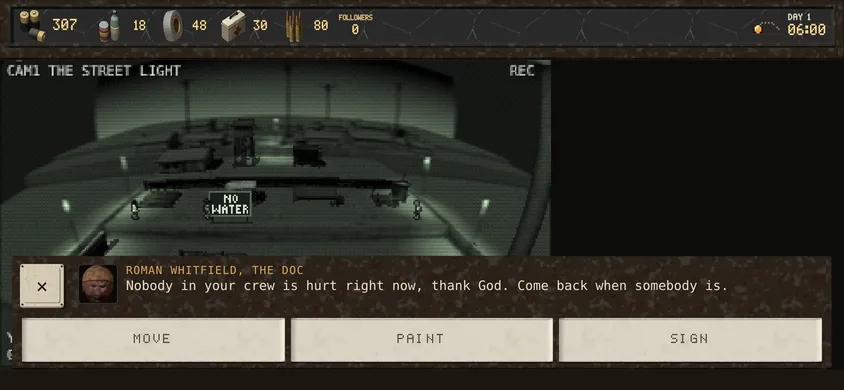 307
18
48
30
80
FOLLOWERS
0
DAY 1
06:00
CAM1 THE STREET LIGHT
REC
NO
WATER
ROMAN WHITFIELD, THE DOC
Nobody in your crew is hurt right now, thank God. Come back when somebody is.
MOVE
PAINT
SIGN